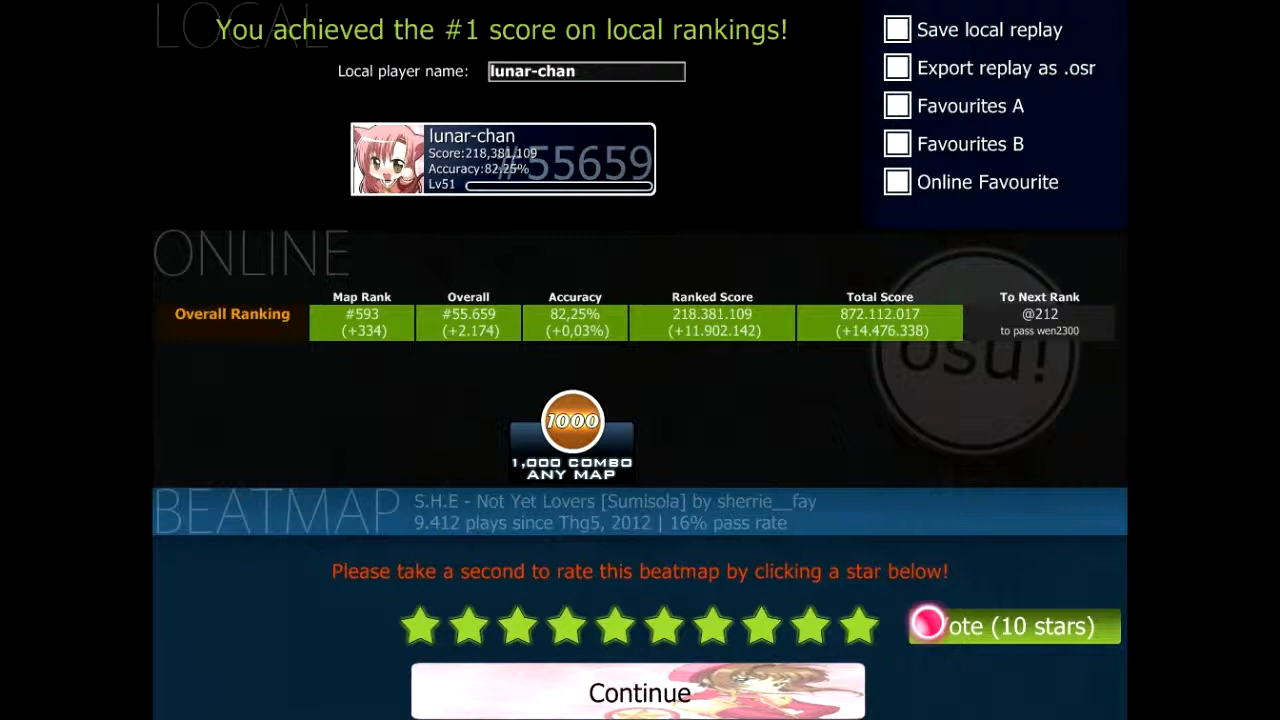 LOCAL
You achieved the #1 score on local rankings!
Local player name: lunar-chan
Save local replay
Export replay as .osr
Favourites A
Favourites B
Online Favourite
lunar-chan
Score:218,381,109
Accuracy:82.25%
Lv51
#55659
ONLINE
Map Rank Overall Accuracy Ranked Score Total Score To Next Rank
Overall Ranking #593 #55.659 82,25% 218.381.109 872.112.017 @212
(+334) (+2.174) (+0,03%) (+11.902.142) (+14.476.338) to pass wen2300
osu!
1000
1,000 COMBO
ANY MAP
BEATMAP
S.H.E - Not Yet Lovers [Sumisola] by sherrie__fay
9.412 plays since Thg5, 2012 | 16% pass rate
Please take a second to rate this beatmap by clicking a star below!
ote (10 stars)
Continue